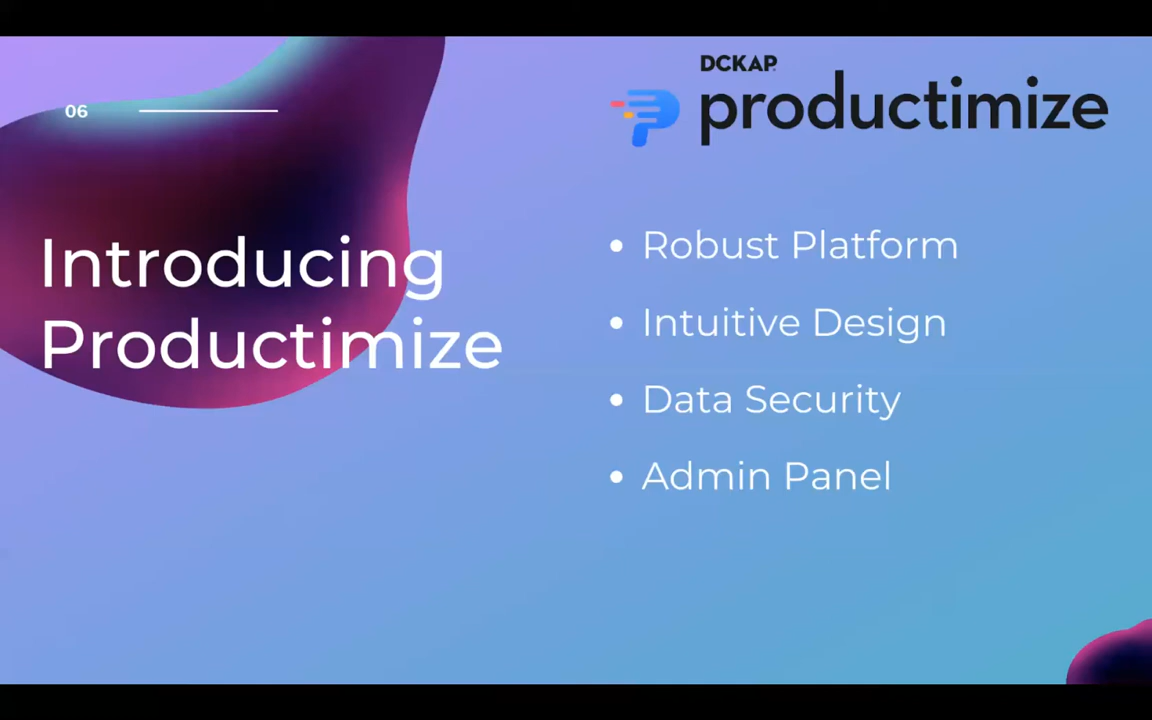 06
Introducing
Productimize
DCKAP
productimize
Robust Platform
Intuitive Design
Data Security
Admin Panel